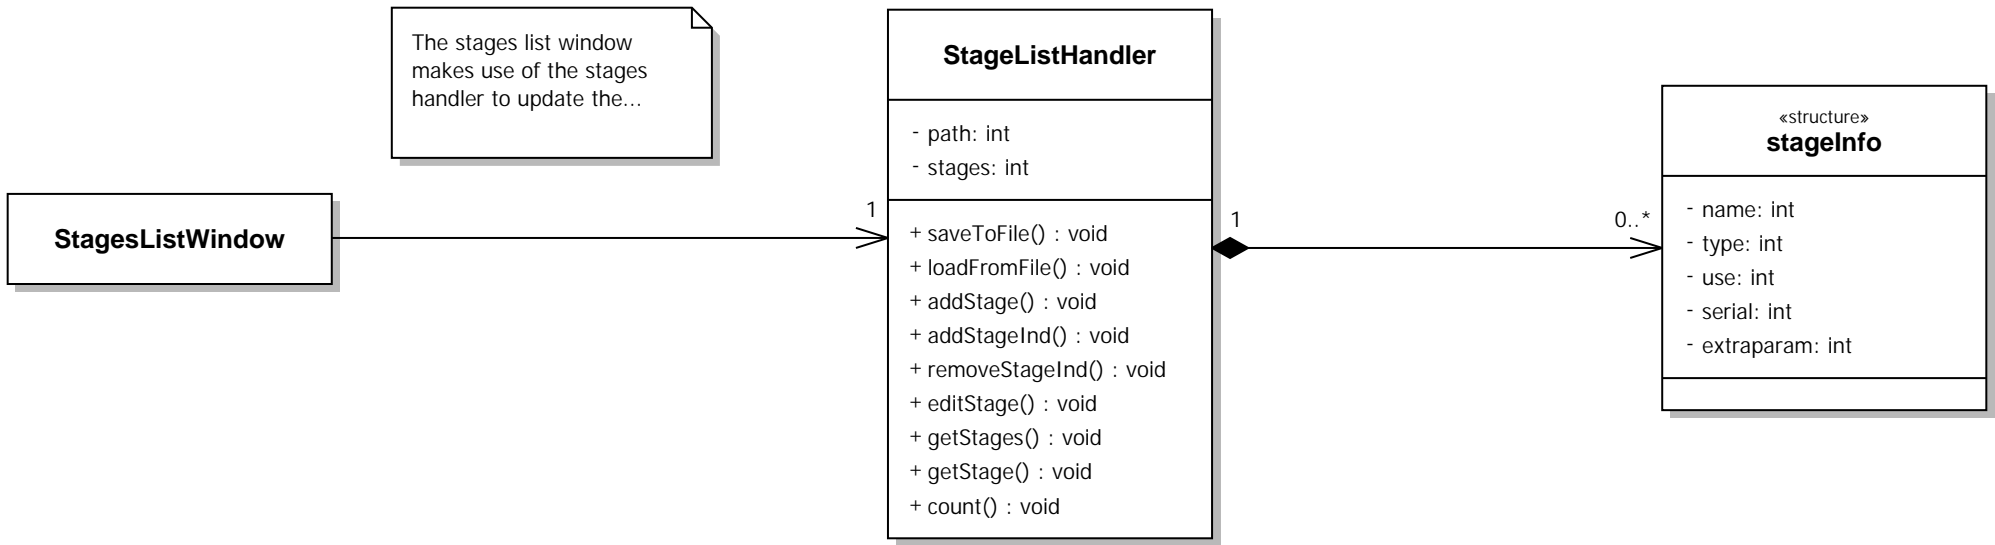 The stages list window
makes use of the stages
handler to update the...
StagesListWindow
1
StageListHandler
- path: int
- stages: int
+ saveToFile() : void
+ loadFromFile() : void
+ addStage() : void
+ addStageInd() : void
+ removeStageInd() : void
+ editStage() : void
+ getStages() : void
+ getStage() : void
+ count() : void
1
0..*
«structure»
stageInfo
- name: int
- type: int
- use: int
- serial: int
- extraparam: int